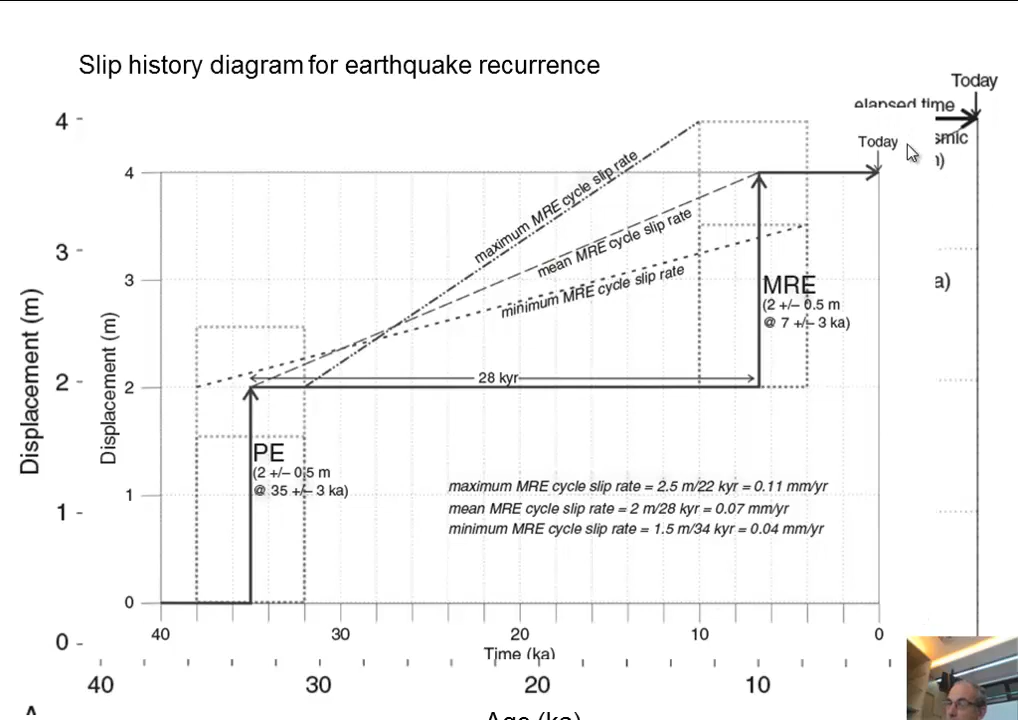 Slip history diagram for earthquake recurrence
Today
elapsed time
Today
4
4
maximum MRE cycle slip rate
mean MRE cycle slip rate
minimum MRE cycle slip rate
3
3
MRE
(2 +/– 0.5 m
@ 7 +/– 3 ka)
a)
Displacement (m)
Displacement (m)
2
2
28 kyr
PE
(2 +/– 0.5 m
@ 35 +/– 3 ka)
maximum MRE cycle slip rate = 2.5 m/22 kyr = 0.11 mm/yr
mean MRE cycle slip rate = 2 m/28 kyr = 0.07 mm/yr
minimum MRE cycle slip rate = 1.5 m/34 kyr = 0.04 mm/yr
1
1
0
0
40 30 20 10 0
Time (ka)
40 30 20 10
Age (ka)